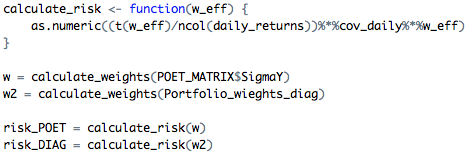 calculate_risk <- function(w_eff) {
    as.numeric((t(w_eff)/ncol(daily_returns))%*%cov_daily%*%w_eff)
}
w = calculate_weights(POET_MATRIX$SigmaY)
w2 = calculate_weights(Portfolio_wieghts_diag)
risk_POET = calculate_risk(w)
risk_DIAG = calculate_risk(w2)